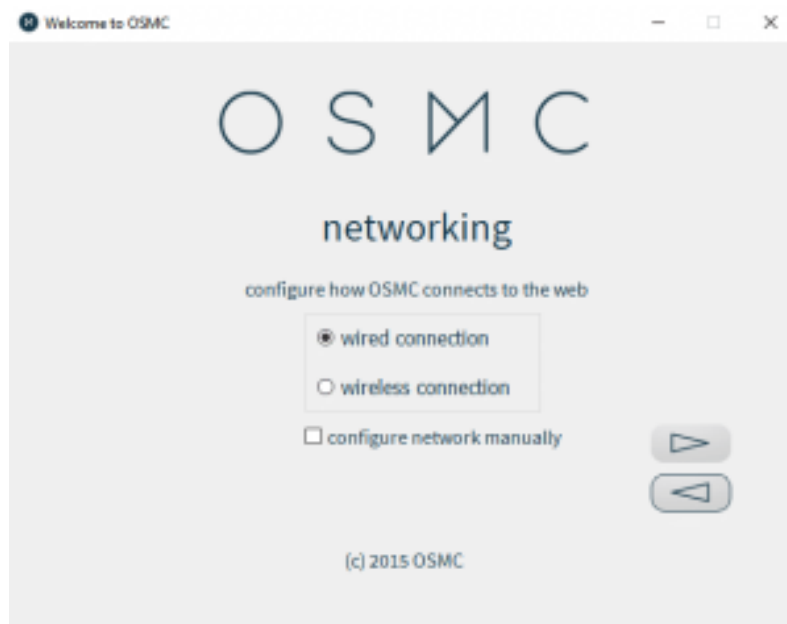 Welcome to OSMC
OSMC
networking
configure how OSMC connects to the web
wired connection
wireless connection
configure network manually
(c) 2015 OSMC